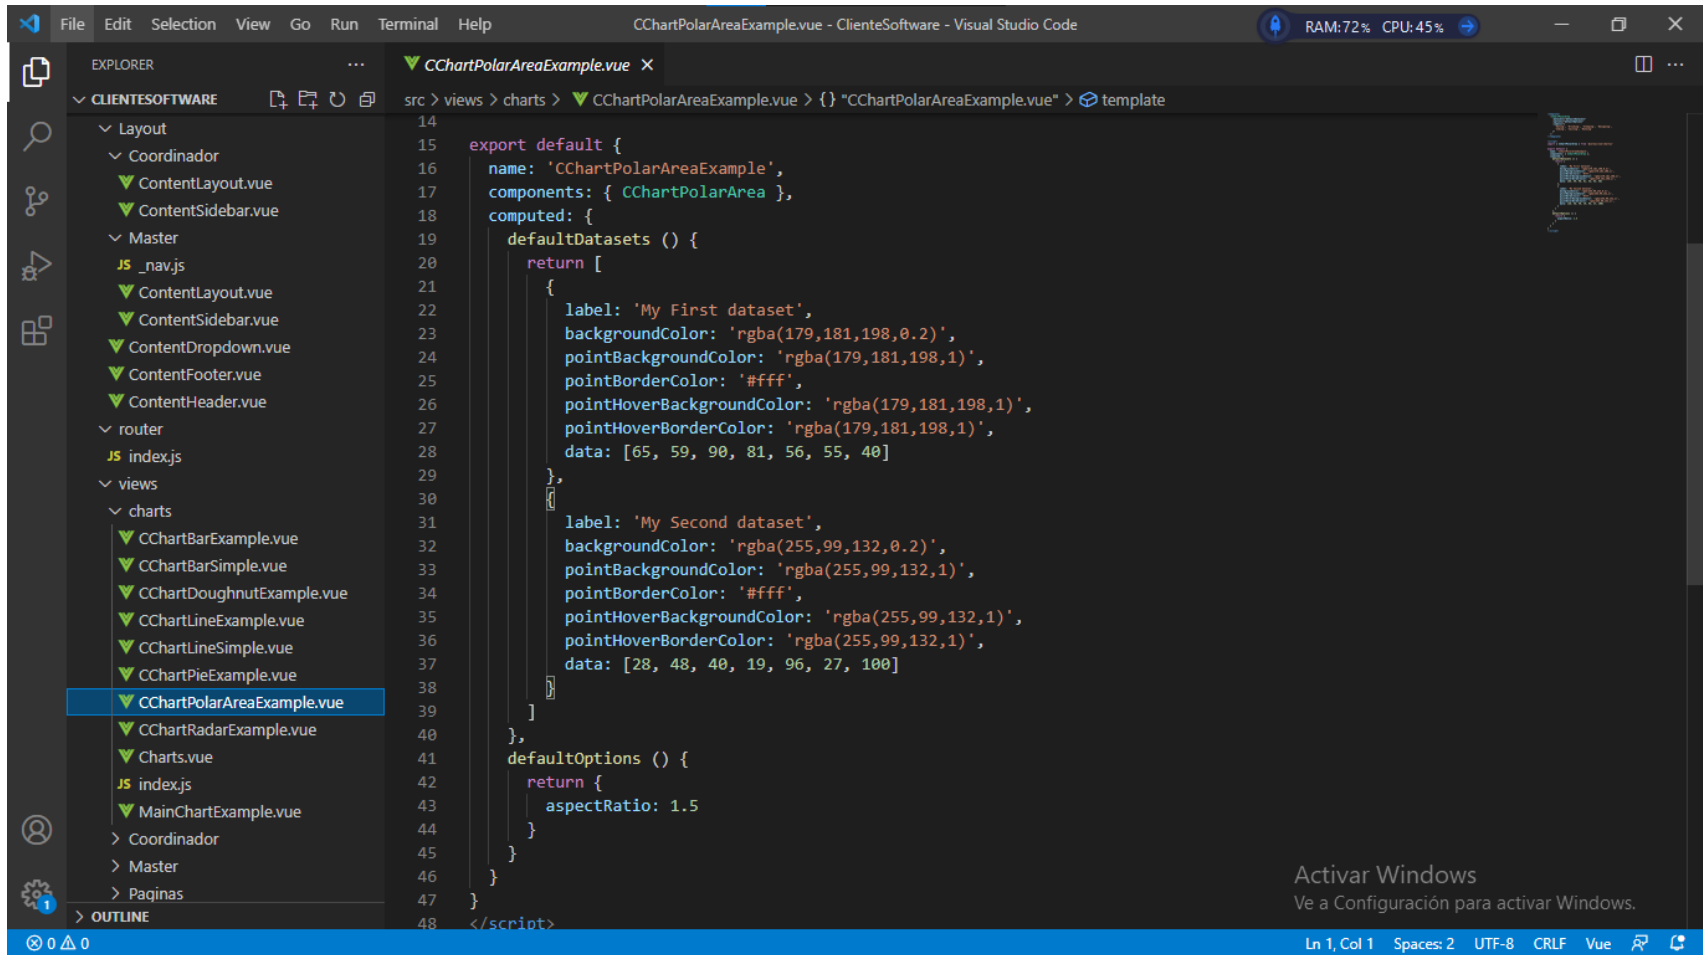 File Edit Selection View Go Run Terminal Help CChartPolarAreaExample.vue - ClienteSoftware - Visual Studio Code RAM:72% CPU:45%
EXPLORER
CLIENTESOFTWARE
Layout
Coordinador
ContentLayout.vue
ContentSidebar.vue
Master
JS _nav.js
ContentLayout.vue
ContentSidebar.vue
ContentDropdown.vue
ContentFooter.vue
ContentHeader.vue
router
JS index.js
views
charts
CChartBarExample.vue
CChartBarSimple.vue
CChartDoughnutExample.vue
CChartLineExample.vue
CChartLineSimple.vue
CChartPieExample.vue
CChartPolarAreaExample.vue
CChartRadarExample.vue
Charts.vue
JS index.js
MainChartExample.vue
Coordinador
Master
Paginas
OUTLINE
CChartPolarAreaExample.vue
src > views > charts > CChartPolarAreaExample.vue > {} "CChartPolarAreaExample.vue" > template
14
15 export default {
16 name: 'CChartPolarAreaExample',
17 components: { CChartPolarArea },
18 computed: {
19 defaultDatasets () {
20 return [
21 {
22 label: 'My First dataset',
23 backgroundColor: 'rgba(179,181,198,0.2)',
24 pointBackgroundColor: 'rgba(179,181,198,1)',
25 pointBorderColor: '#fff',
26 pointHoverBackgroundColor: 'rgba(179,181,198,1)',
27 pointHoverBorderColor: 'rgba(179,181,198,1)',
28 data: [65, 59, 90, 81, 56, 55, 40]
29 },
30 {
31 label: 'My Second dataset',
32 backgroundColor: 'rgba(255,99,132,0.2)',
33 pointBackgroundColor: 'rgba(255,99,132,1)',
34 pointBorderColor: '#fff',
35 pointHoverBackgroundColor: 'rgba(255,99,132,1)',
36 pointHoverBorderColor: 'rgba(255,99,132,1)',
37 data: [28, 48, 40, 19, 96, 27, 100]
38 }
39 ]
40 },
41 defaultOptions () {
42 return {
43 aspectRatio: 1.5
44 }
45 }
46 }
47 }
48 </script>
Activar Windows
Ve a Configuración para activar Windows.
0 0 Ln 1, Col 1 Spaces: 2 UTF-8 CRLF Vue
1